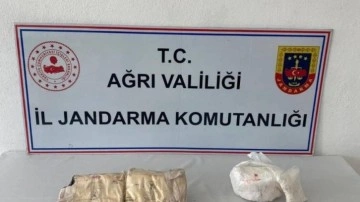 T.C.
AĞRI VALİLİĞİ
İL JANDARMA KOMUTANLIĞI